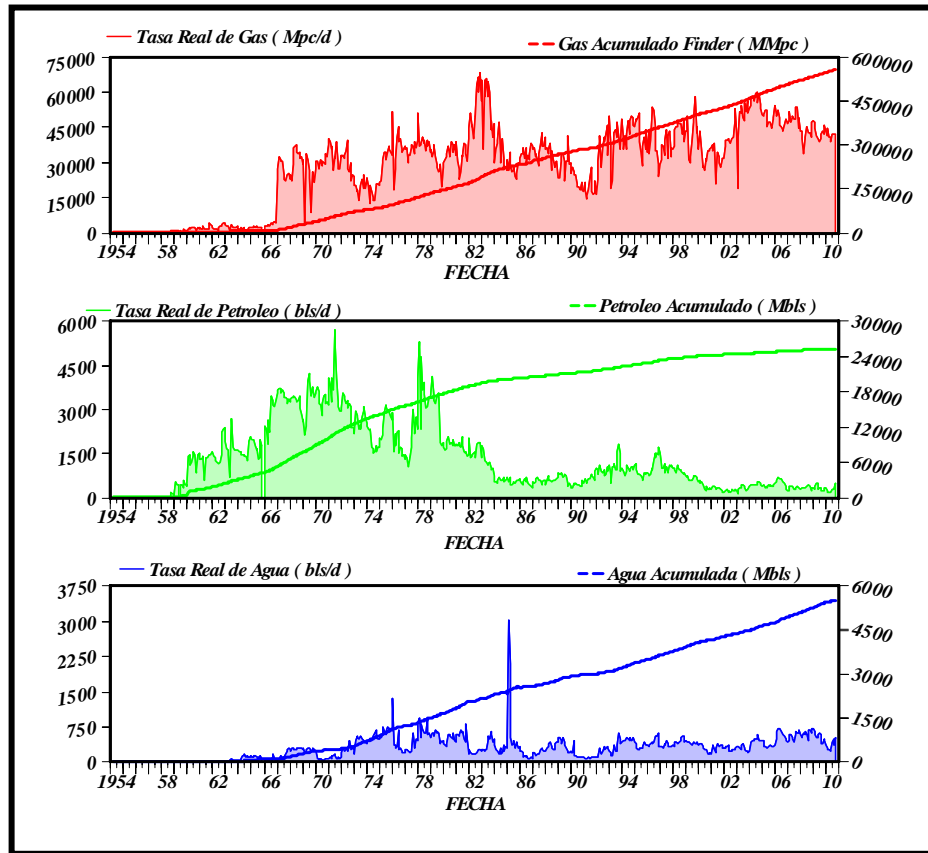 Tasa Real de Gas ( Mpc/d )
Gas Acumulado Finder ( MMpc )
75000
60000
45000
30000
15000
0
600000
450000
300000
150000
0
1954 58 62 66 70 74 78 82 86 90 94 98 02 06 10
FECHA
Tasa Real de Petroleo ( bls/d )
Petroleo Acumulado ( Mbls )
6000
4500
3000
1500
0
30000
24000
18000
12000
6000
0
1954 58 62 66 70 74 78 82 86 90 94 98 02 06 10
FECHA
Tasa Real de Agua ( bls/d )
Agua Acumulada ( Mbls )
3750
3000
2250
1500
750
0
6000
4500
3000
1500
0
1954 58 62 66 70 74 78 82 86 90 94 98 02 06 10
FECHA